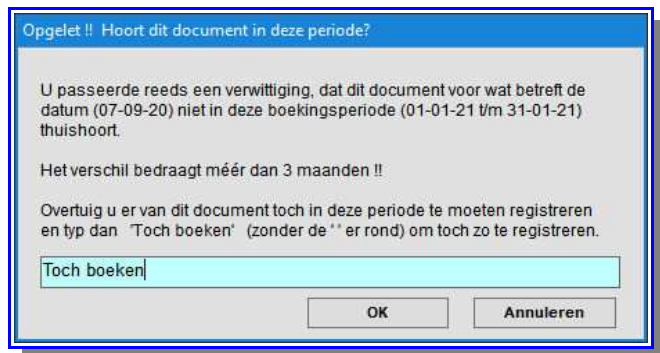 Opgelet !! Hoort dit document in deze periode?
U passeerde reeds een verwittiging, dat dit document voor wat betreft de
datum (07-09-20) niet in deze boekingsperiode (01-01-21 t/m 31-01-21)
thuishoort.
Het verschil bedraagt méér dan 3 maanden !!
Overtuig u er van dit document toch in deze periode te moeten registreren
en typ dan 'Toch boeken' (zonder de ' ' er rond) om toch zo te registreren.
Toch boeken
OK
Annuleren